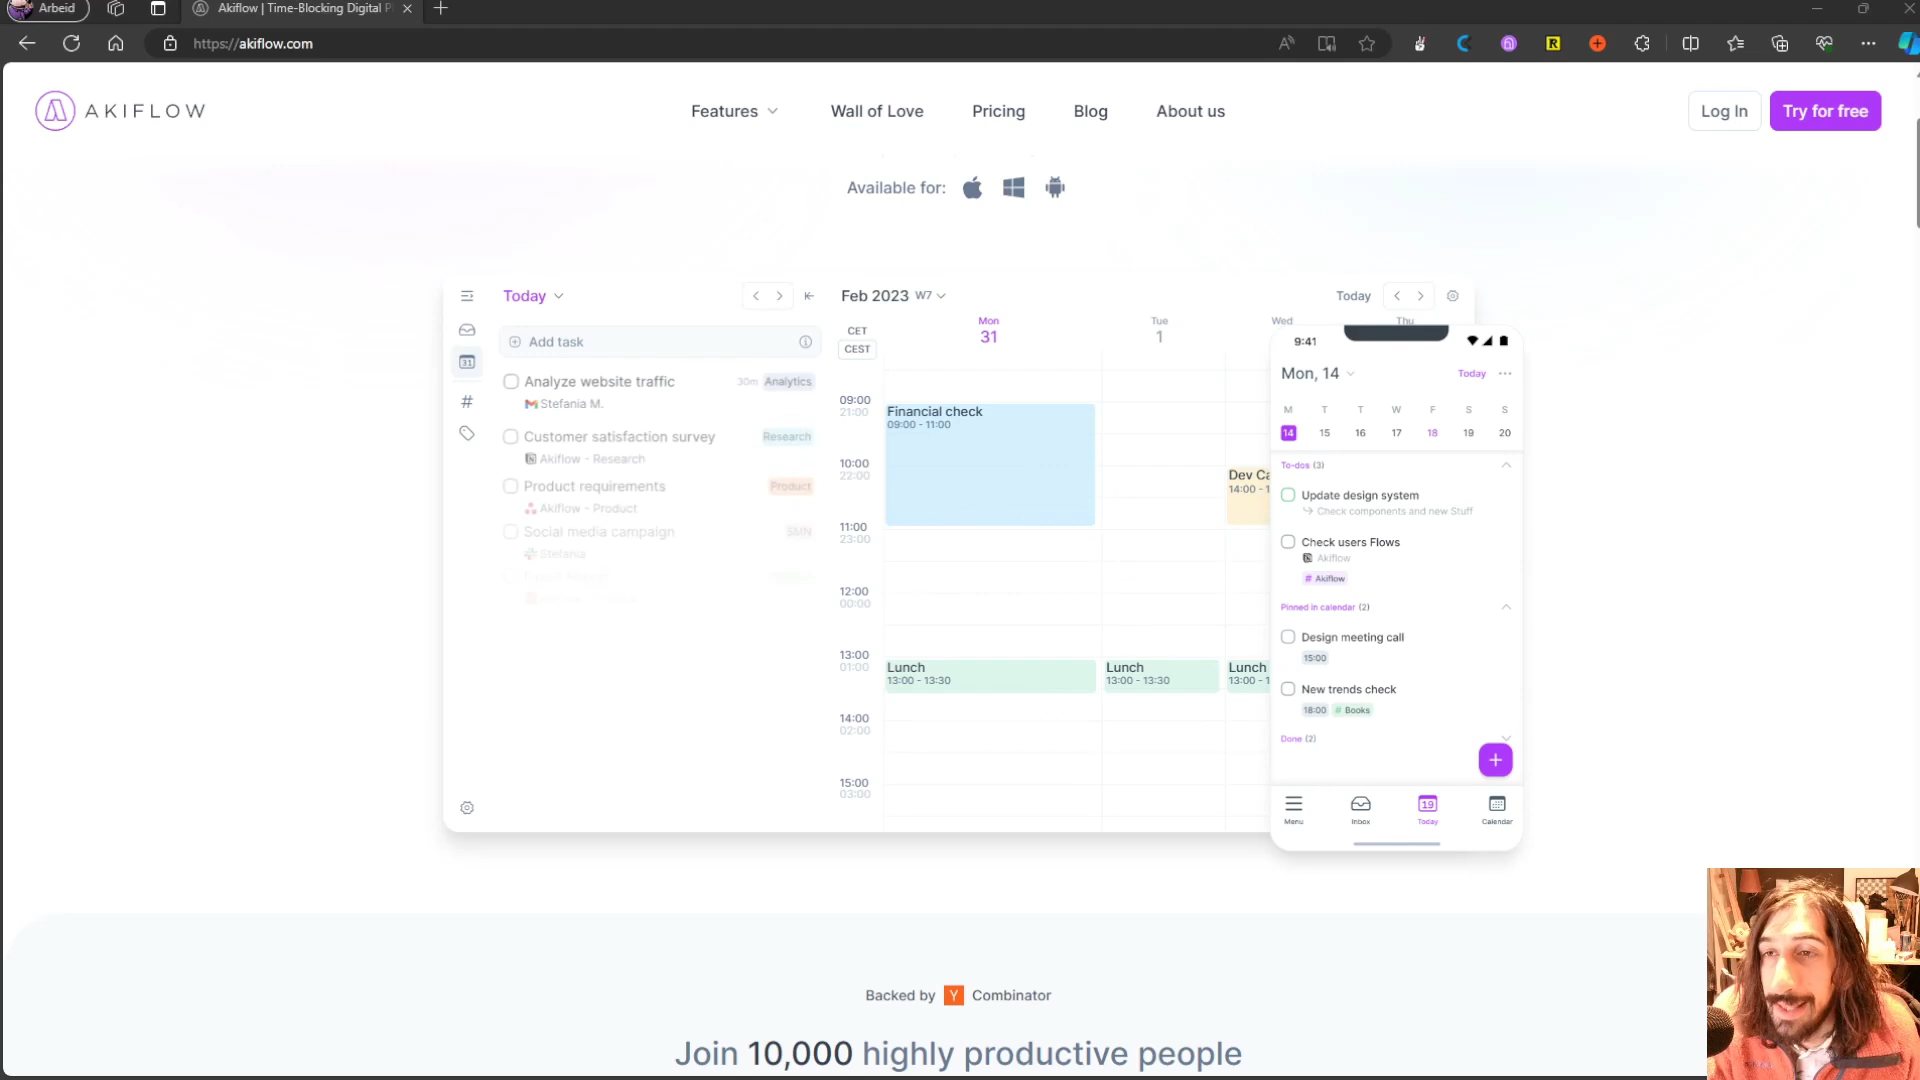 Arbeid
Akiflow | Time-Blocking Digital P
https://akiflow.com
AKIFLOW
Features
Wall of Love
Pricing
Blog
About us
Log In
Try for free
Available for:
Today
Add task
Analyze website traffic
30m Analytics
Stefania M.
Customer satisfaction survey
Research
Akiflow - Research
Product requirements
Product
Akiflow - Product
Social media campaign
SMN
Stefania
31
Feb 2023 W7
Today
CET
CEST
Mon
31
Tue
1
Wed
Thu
09:00
21:00
10:00
22:00
11:00
23:00
12:00
00:00
13:00
01:00
14:00
02:00
15:00
03:00
Financial check
09:00 - 11:00
Dev Ca
14:00 - 1
Lunch
13:00 - 13:30
Lunch
13:00 - 13:30
Lunch
13:00 - 1
9:41
Mon, 14
Today
M T T W F S S
14 15 16 17 18 19 20
To-dos (3)
Update design system
Check components and new Stuff
Check users Flows
Akiflow
# Akiflow
Pinned in calendar (2)
Design meeting call
15:00
New trends check
18:00 # Books
Done (2)
19
Menu
Inbox
Today
Calendar
Backed by Y Combinator
Join 10,000 highly productive people